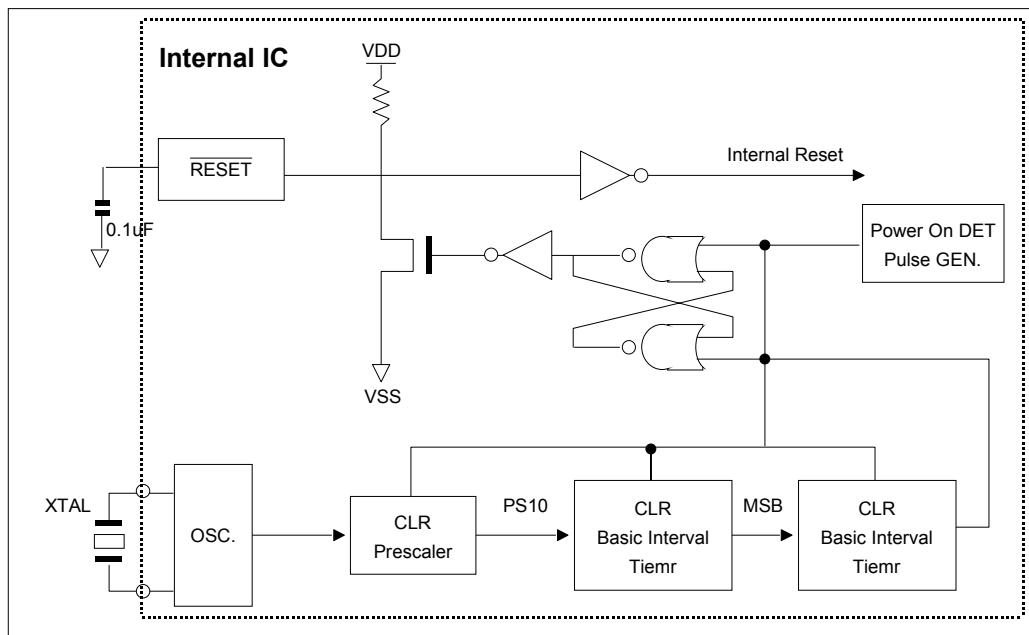 Internal IC
VDD
RESET
Internal Reset
0.1uF
Power On DET
Pulse GEN.
VSS
XTAL
OSC.
CLR
Prescaler
PS10
CLR
Basic Interval
Tiemr
MSB
CLR
Basic Interval
Tiemr